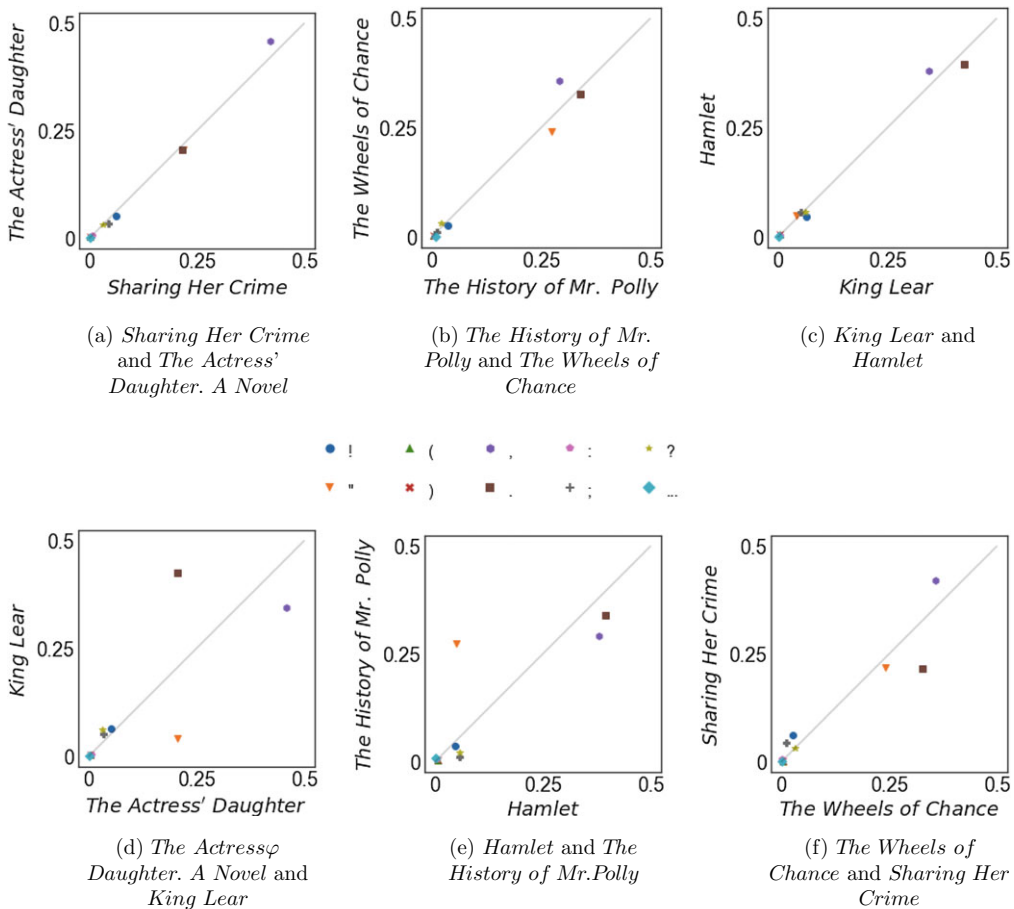 The Actress' Daughter
0.5
0.25
0
0
0.25
0.5
Sharing Her Crime
The Wheels of Chance
0.5
0.25
0
0
0.25
0.5
The History of Mr. Polly
Hamlet
0.5
0.25
0
0
0.25
0.5
King Lear
(a) Sharing Her Crime
and The Actress'
Daughter. A Novel
(b) The History of Mr.
Polly and The Wheels of
Chance
(c) King Lear and
Hamlet
! ( , : ?
" ) . ; ...
King Lear
0.5
0.25
0
0
0.25
0.5
The Actress' Daughter
The History of Mr. Polly
0.5
0.25
0
0
0.25
0.5
Hamlet
Sharing Her Crime
0.5
0.25
0
0
0.25
0.5
The Wheels of Chance
(d) The Actressφ
Daughter. A Novel and
King Lear
(e) Hamlet and The
History of Mr.Polly
(f) The Wheels of
Chance and Sharing Her
Crime